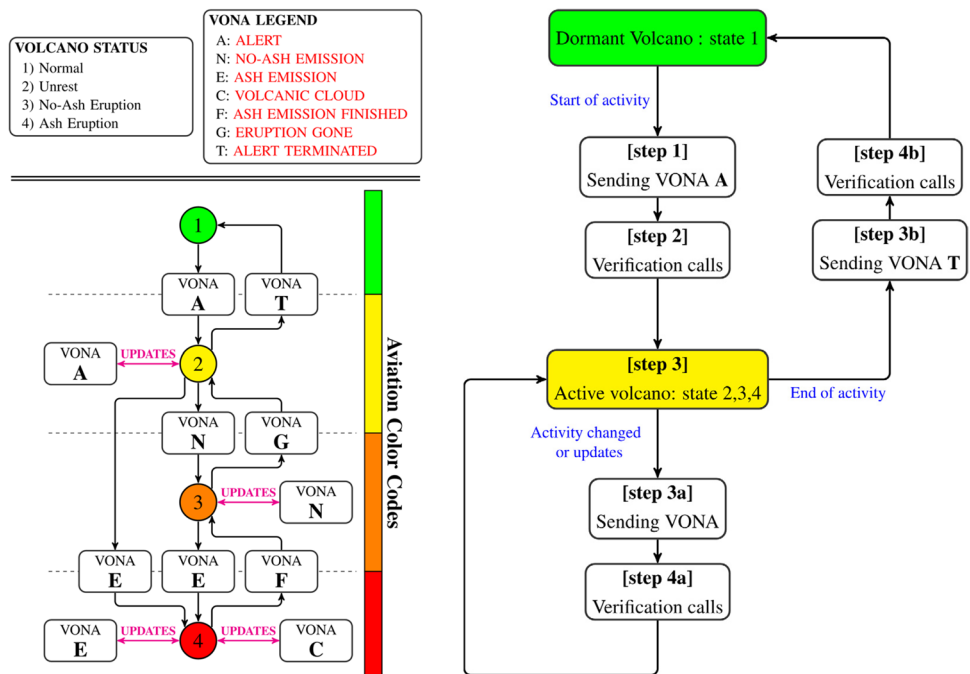 VOLCANO STATUS
1) Normal
2) Unrest
3) No-Ash Eruption
4) Ash Eruption
VONA LEGEND
A: ALERT
N: NO-ASH EMISSION
E: ASH EMISSION
C: VOLCANIC CLOUD
F: ASH EMISSION FINISHED
G: ERUPTION GONE
T: ALERT TERMINATED
1
VONA
A
VONA
T
VONA
A
UPDATES
2
VONA
N
VONA
G
3
UPDATES
VONA
N
VONA
E
VONA
E
VONA
F
VONA
E
UPDATES
4
UPDATES
VONA
C
Aviation Color Codes
Dormant Volcano : state 1
Start of activity
[step 1]
Sending VONA A
[step 2]
Verification calls
[step 3]
Active volcano: state 2,3,4
Activity changed
or updates
[step 3a]
Sending VONA
[step 4a]
Verification calls
End of activity
[step 3b]
Sending VONA T
[step 4b]
Verification calls